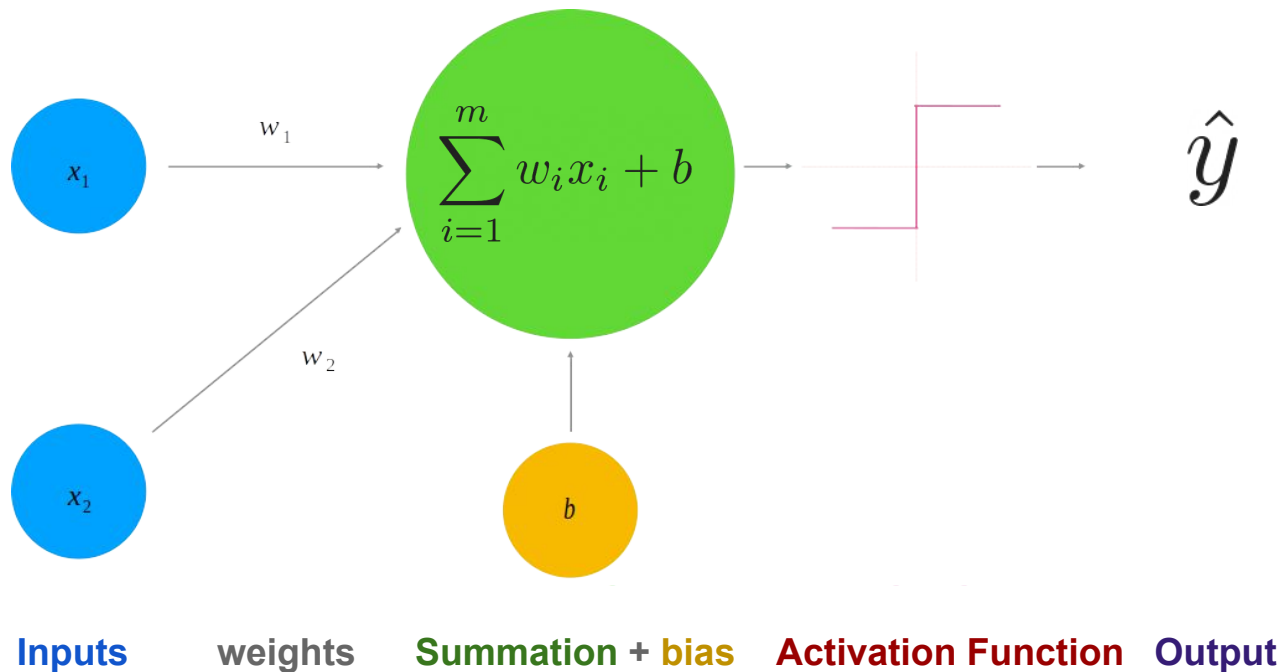 x₁
w₁
m
∑ wᵢxᵢ + b
i=1
ŷ
w₂
x₂
b
Inputs weights Summation + bias Activation Function Output